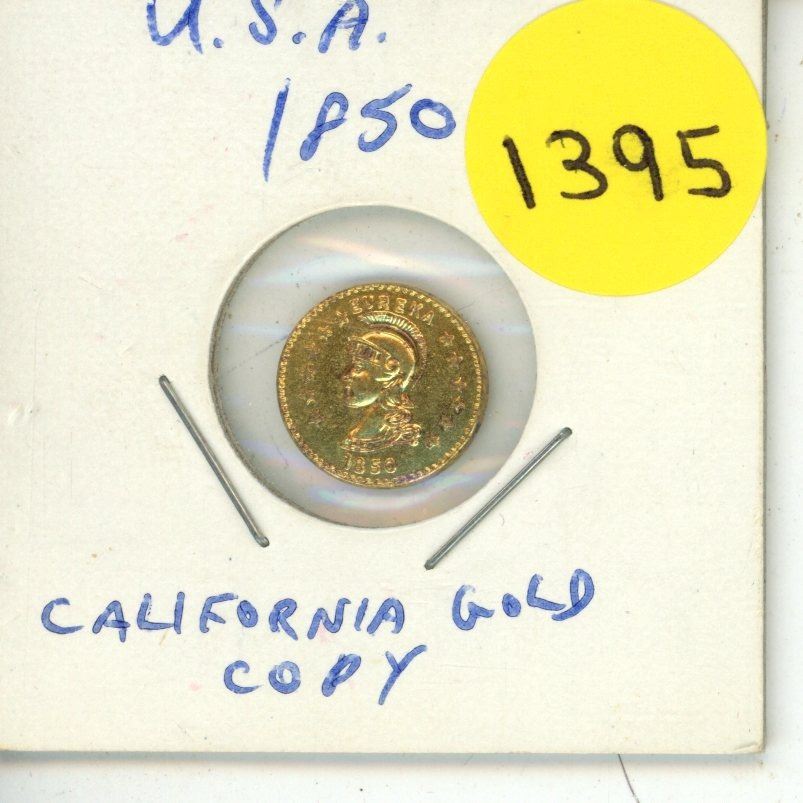 U.S.A.
1850
1395
EUREKA
1850
CALIFORNIA GOLD
COPY